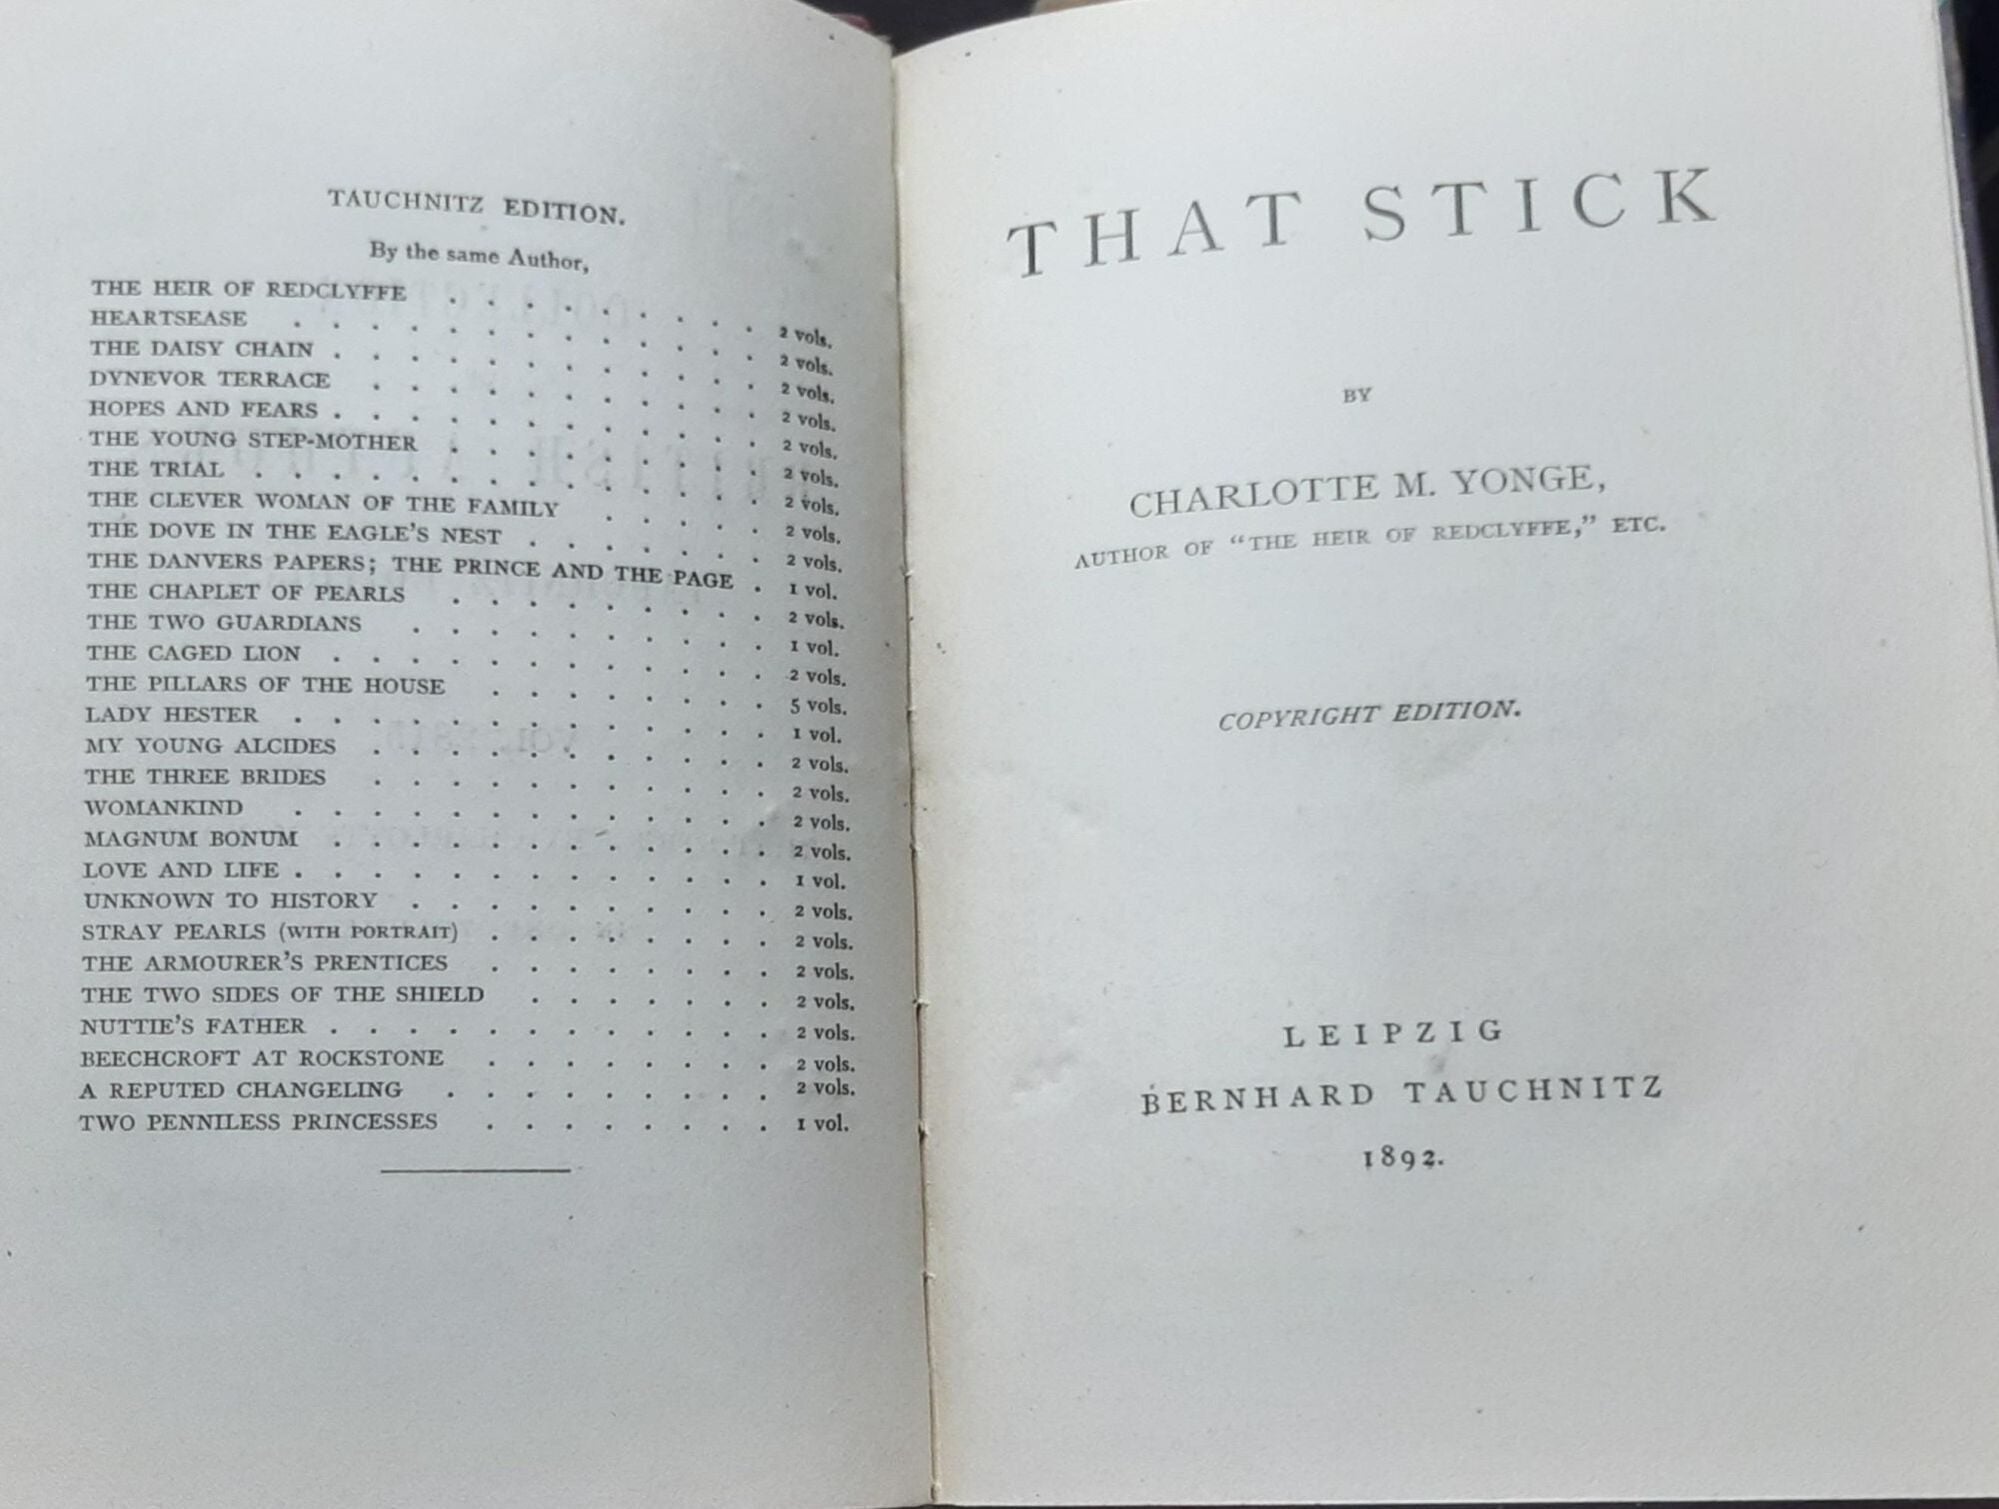 TAUCHNITZ EDITION.
By the same Author,
THE HEIR OF REDCLYFFE . . . . . . . . . 2 vols.
HEARTSEASE . . . . . . . . . . . . . 2 vols.
THE DAISY CHAIN . . . . . . . . . . . . 2 vols.
DYNEVOR TERRACE . . . . . . . . . . . 2 vols.
HOPES AND FEARS . . . . . . . . . . . . 2 vols.
THE YOUNG STEP-MOTHER . . . . . . . . . 2 vols.
THE TRIAL . . . . . . . . . . . . . . 2 vols.
THE CLEVER WOMAN OF THE FAMILY . . . . . 2 vols.
THE DOVE IN THE EAGLE'S NEST . . . . . . . 2 vols.
THE DANVERS PAPERS; THE PRINCE AND THE PAGE . 1 vol.
THE CHAPLET OF PEARLS . . . . . . . . . 2 vols.
THE TWO GUARDIANS . . . . . . . . . . 1 vol.
THE CAGED LION . . . . . . . . . . . . 2 vols.
THE PILLARS OF THE HOUSE . . . . . . . . 5 vols.
LADY HESTER . . . . . . . . . . . . . 1 vol.
MY YOUNG ALCIDES . . . . . . . . . . . 2 vols.
THE THREE BRIDES . . . . . . . . . . . 2 vols.
WOMANKIND . . . . . . . . . . . . . 2 vols.
MAGNUM BONUM . . . . . . . . . . . . 2 vols.
LOVE AND LIFE . . . . . . . . . . . . . 1 vol.
UNKNOWN TO HISTORY . . . . . . . . . . 2 vols.
STRAY PEARLS (WITH PORTRAIT) . . . . . . . . 2 vols.
THE ARMOURER'S PRENTICES . . . . . . . . 2 vols.
THE TWO SIDES OF THE SHIELD . . . . . . . 2 vols.
NUTTIE'S FATHER . . . . . . . . . . . . 2 vols.
BEECHCROFT AT ROCKSTONE . . . . . . . . 2 vols.
A REPUTED CHANGELING . . . . . . . . . 2 vols.
TWO PENNILESS PRINCESSES . . . . . . . . 1 vol.
THAT STICK
BY
CHARLOTTE M. YONGE,
AUTHOR OF "THE HEIR OF REDCLYFFE," ETC.
COPYRIGHT EDITION.
LEIPZIG
BERNHARD TAUCHNITZ
1892.